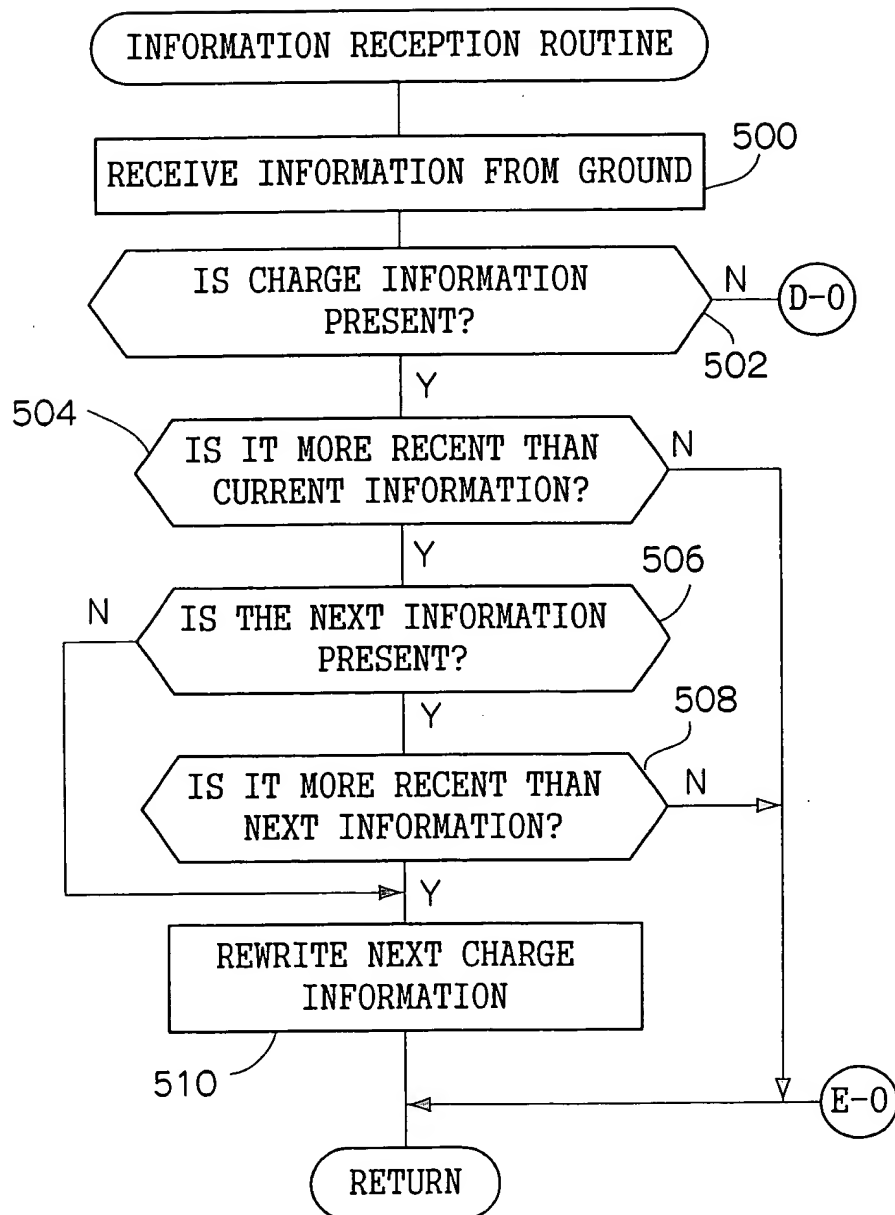 INFORMATION RECEPTION ROUTINE
500
RECEIVE INFORMATION FROM GROUND
IS CHARGE INFORMATION
PRESENT?
N
D-0
502
Y
504
IS IT MORE RECENT THAN
CURRENT INFORMATION?
N
Y
506
N
IS THE NEXT INFORMATION
PRESENT?
Y
508
IS IT MORE RECENT THAN
NEXT INFORMATION?
N
Y
REWRITE NEXT CHARGE
INFORMATION
510
E-0
RETURN